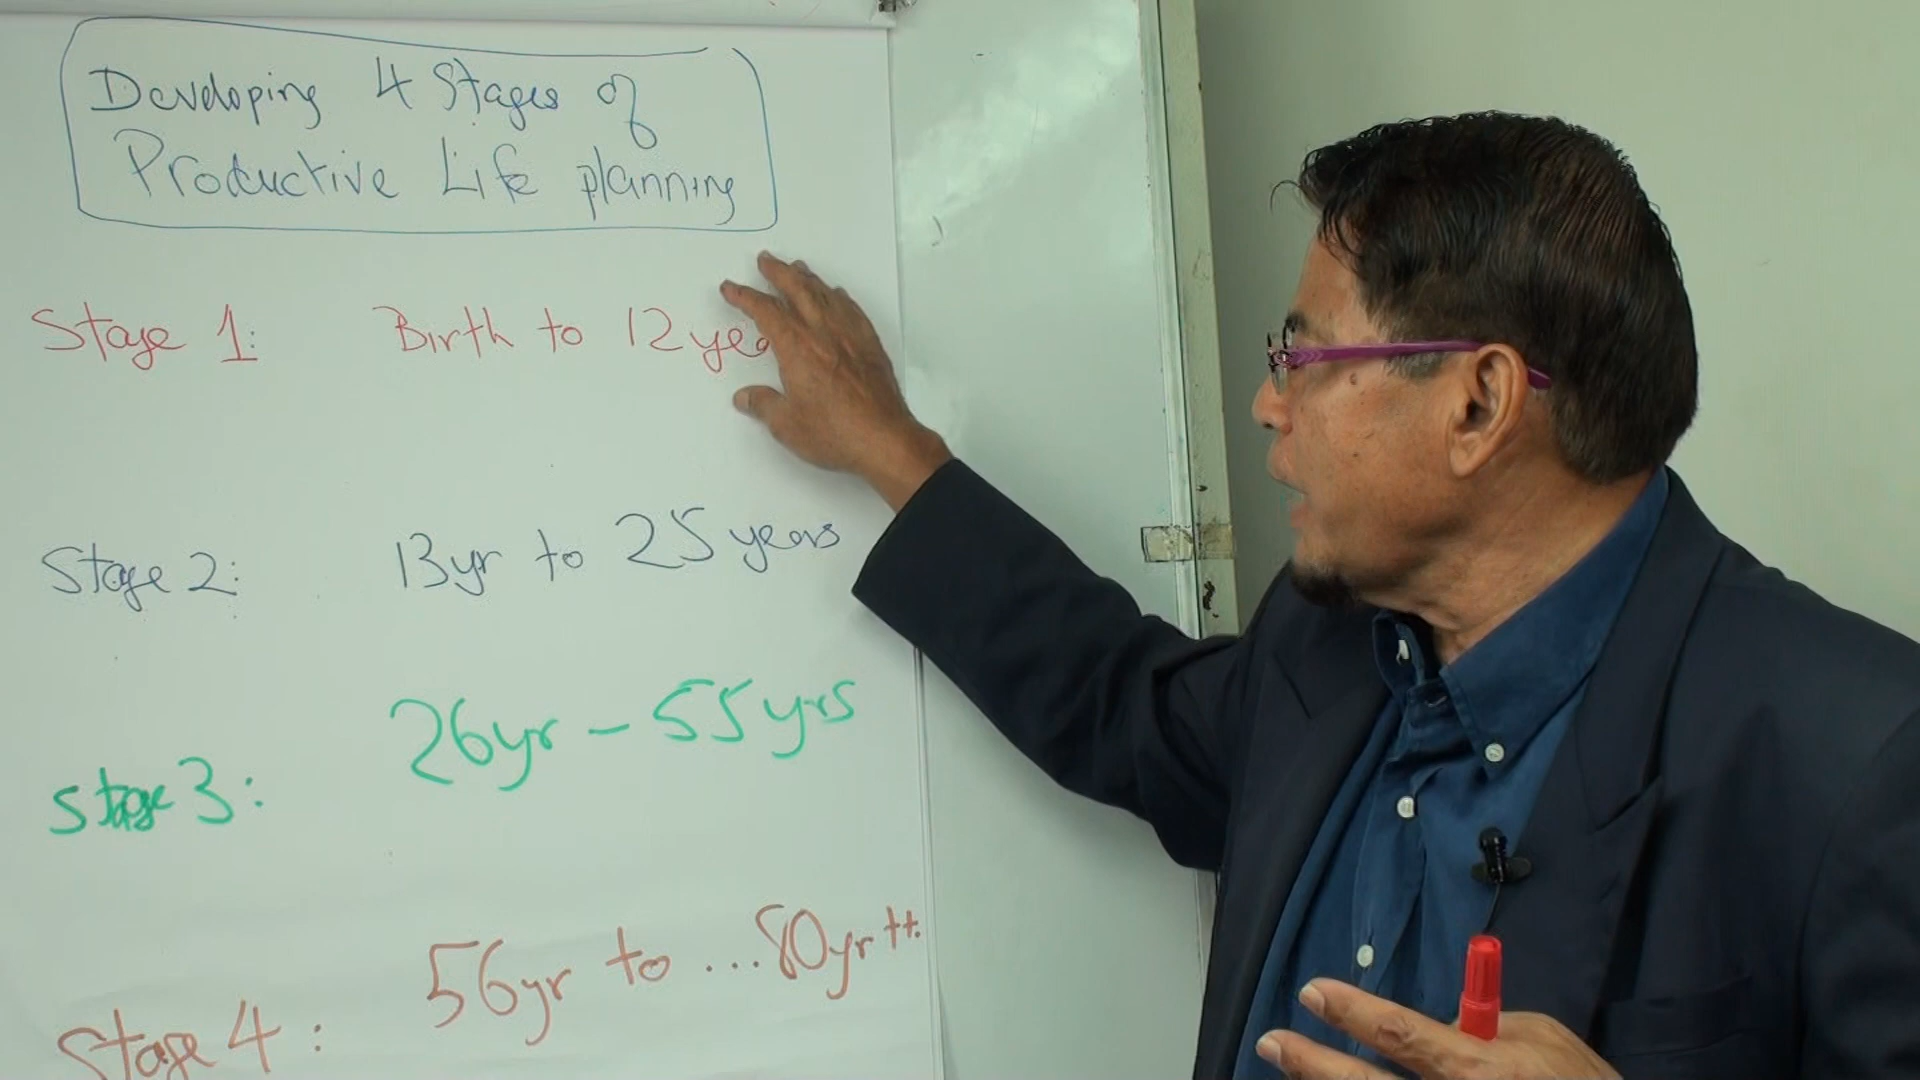 Developing 4 Stages of
Productive Life planning
Stage 1: Birth to 12 yea
Stage 2: 13yr to 25 years
Stage 3: 26yr - 55yrs
Stage 4: 56yr to ...80yr ++.